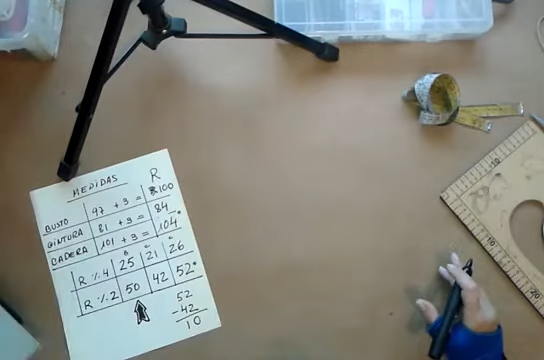 MEDIDAS
R
BUSTO 97 + 3 = 100
CINTURA 81 + 3 = 84
CADERA 101 + 3 = 104
B C C
R % 4 25 21 26
R % 2 50 42 52
52
- 42
10